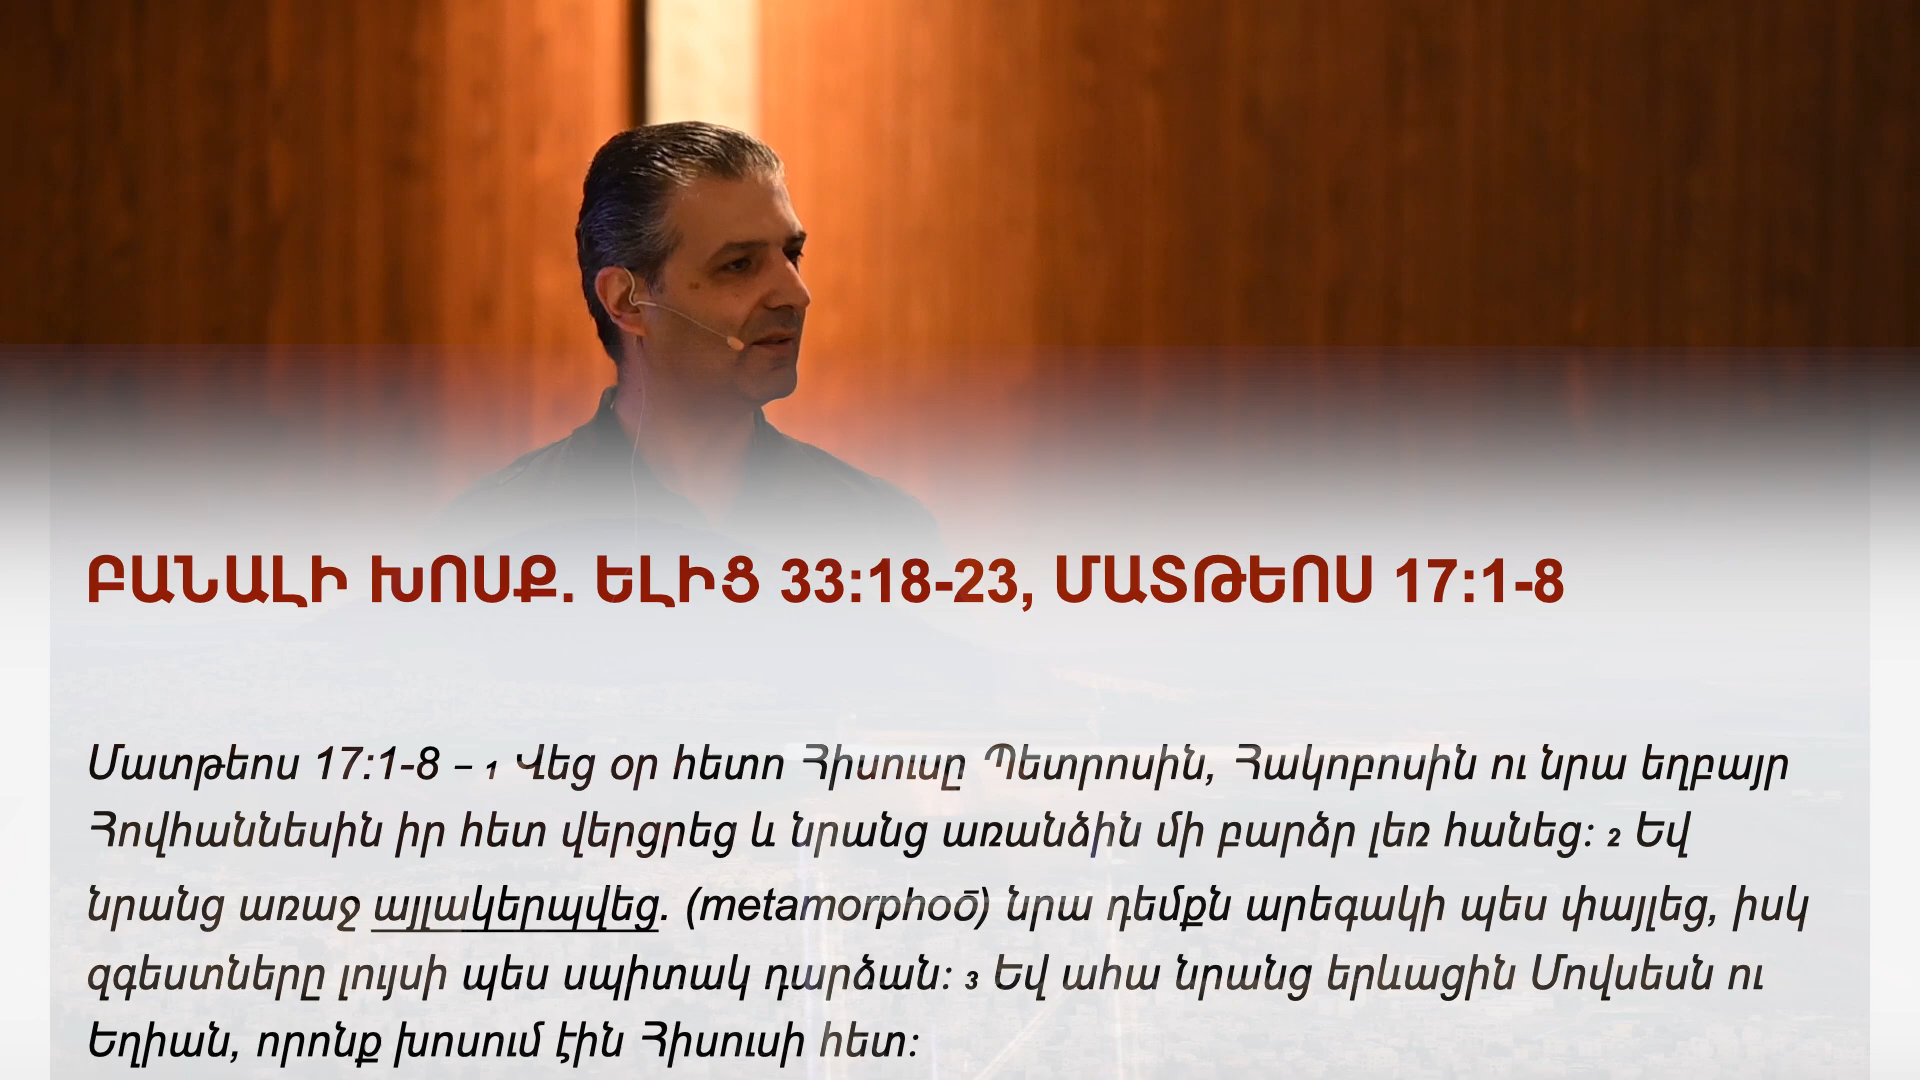 ԲԱՆԱԼԻ ԽՈՍՔ. ԵԼԻՑ 33:18-23, ՄԱՏԹԵՈՍ 17:1-8
Մատթեոս 17:1-8 – 1 Վեց օր հետո Հիսուսը Պետրոսին, Հակոբոսին ու նրա եղբայր
Հովհաննեսին իր հետ վերցրեց և նրանց առանձին մի բարձր լեռ հանեց։ 2 Եվ
նրանց առաջ այլակերպվեց. (metamorphoō) նրա դեմքն արեգակի պես փայլեց, իսկ
զգեստները լույսի պես սպիտակ դարձան։ 3 Եվ ահա նրանց երևացին Մովսեսն ու
Եղիան, որոնք խոսում էին Հիսուսի հետ։